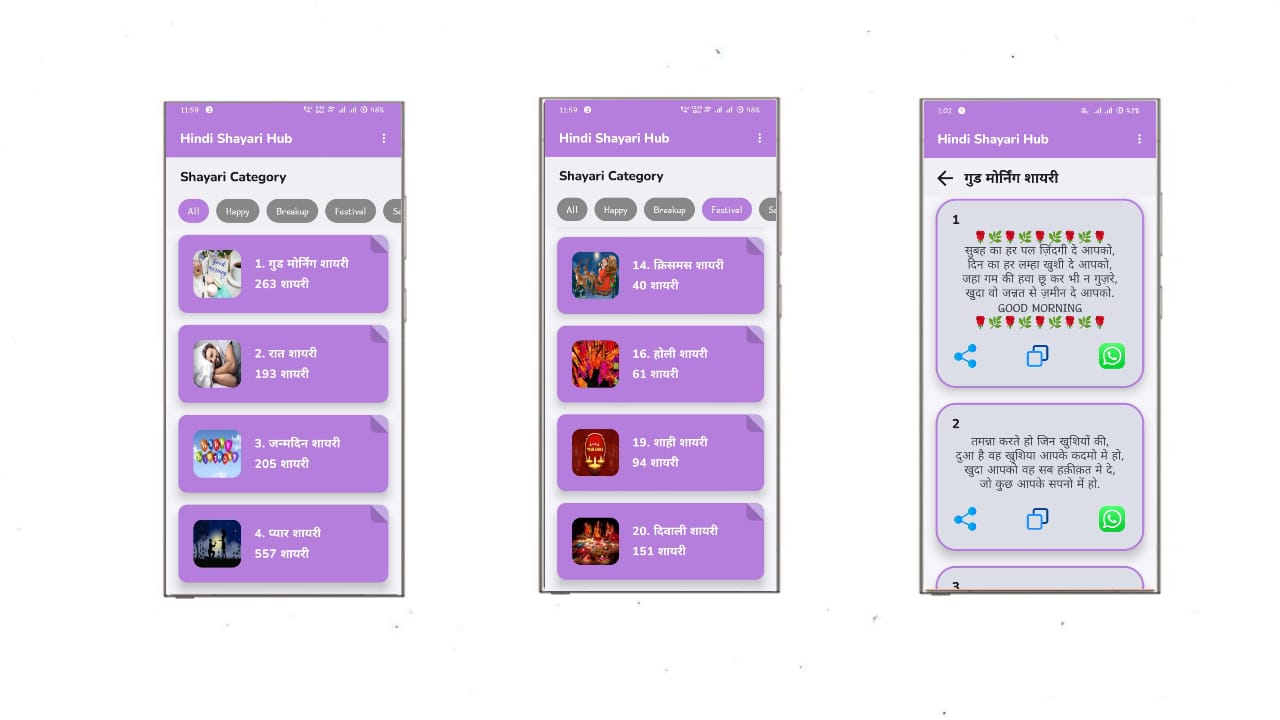 11:59
98%
Hindi Shayari Hub
Shayari Category
All Happy Breakup Festival
1. गुड मोर्निंग शायरी
263 शायरी
2. रात शायरी
193 शायरी
3. जन्मदिन शायरी
205 शायरी
4. प्यार शायरी
557 शायरी
11:59
98%
Hindi Shayari Hub
Shayari Category
All Happy Breakup Festival
14. क्रिसमस शायरी
40 शायरी
16. होली शायरी
61 शायरी
19. शाही शायरी
94 शायरी
20. दिवाली शायरी
151 शायरी
1:02
52%
Hindi Shayari Hub
गुड मोर्निंग शायरी
1
सुबह का हर पल ज़िंदगी दे आपको,
दिन का हर लम्हा खुशी दे आपको,
जहा गम की हवा छू कर भी न गुज़रे,
खुदा वो जन्नत से ज़मीन दे आपको.
GOOD MORNING
2
तमन्ना करते हो जिन खुशियों की,
दुआ है वह खुशिया आपके कदमो मे हो,
खुदा आपको वह सब हक़ीक़त मे दे,
जो कुछ आपके सपनो में हो.
3